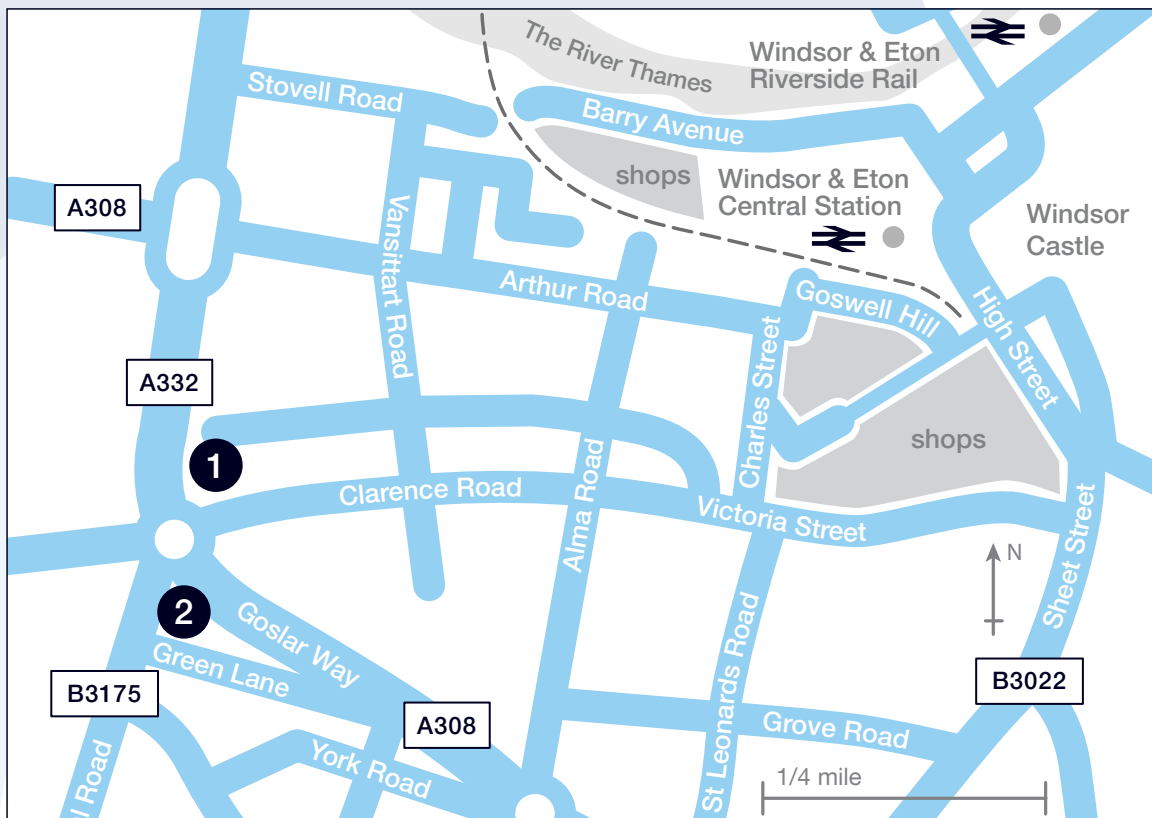 The River Thames
Windsor & Eton
Riverside Rail
Stovell Road
Barry Avenue
shops
Windsor & Eton
Central Station
A308
Vansittart Road
Windsor
Castle
Arthur Road
Goswell Hill
High Street
A332
Charles Street
shops
1
Clarence Road
Alma Road
Victoria Street
N
Sheet Street
2
Goslar Way
Green Lane
St Leonards Road
B3175
B3022
A308
Grove Road
York Road
1/4 mile
Road